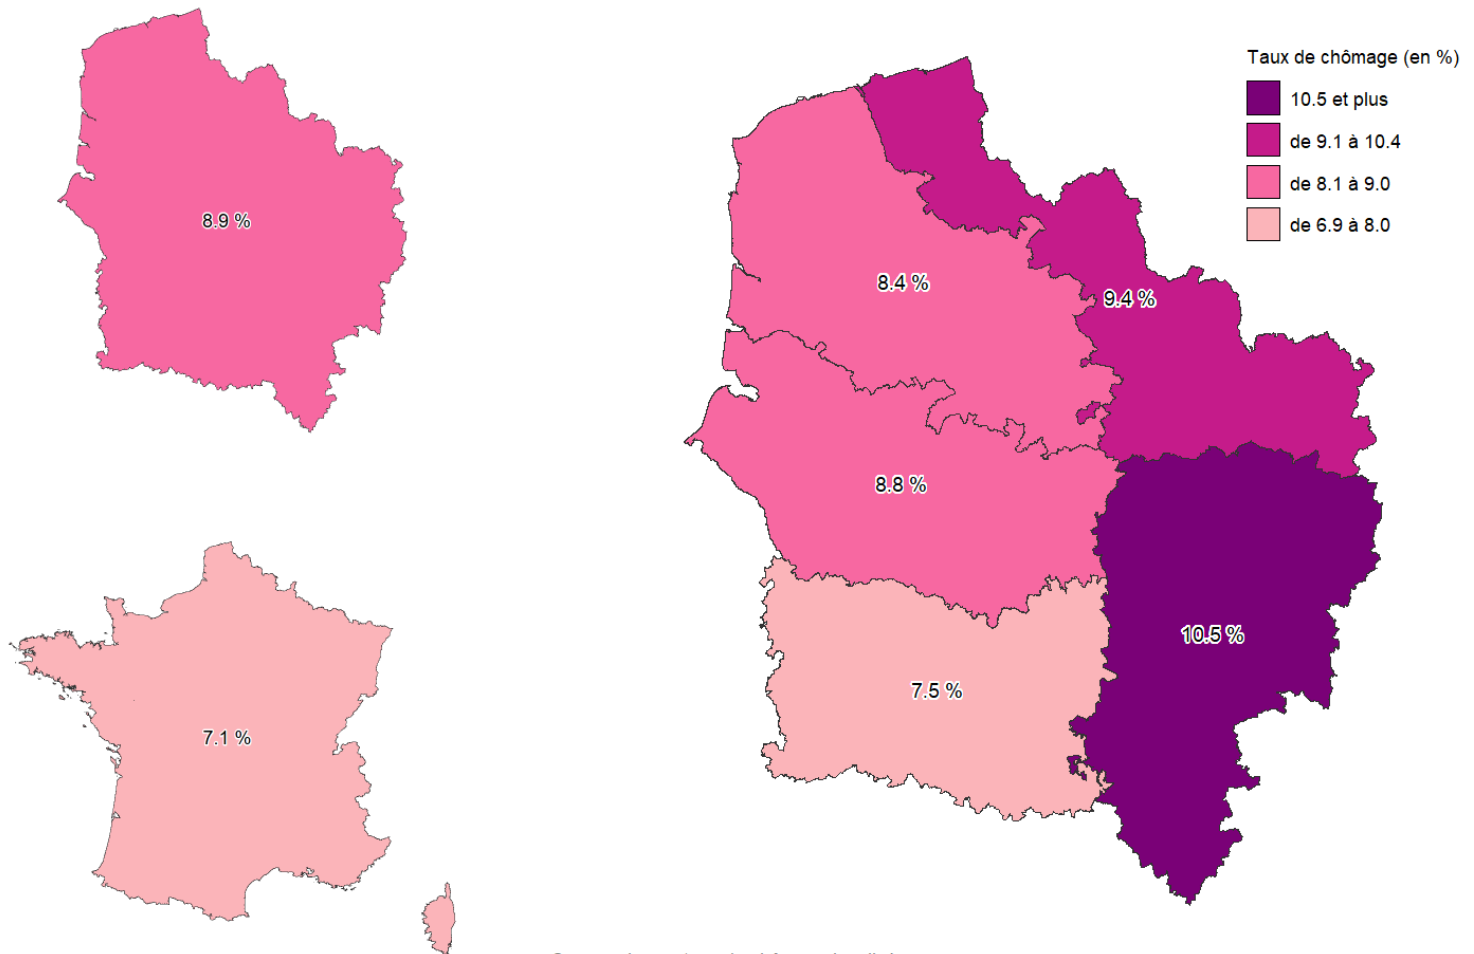 8.9 %
7.1 %
Taux de chômage (en %)
10.5 et plus
de 9.1 à 10.4
de 8.1 à 9.0
de 6.9 à 8.0
8.4 %
9.4 %
8.8 %
10.5 %
7.5 %